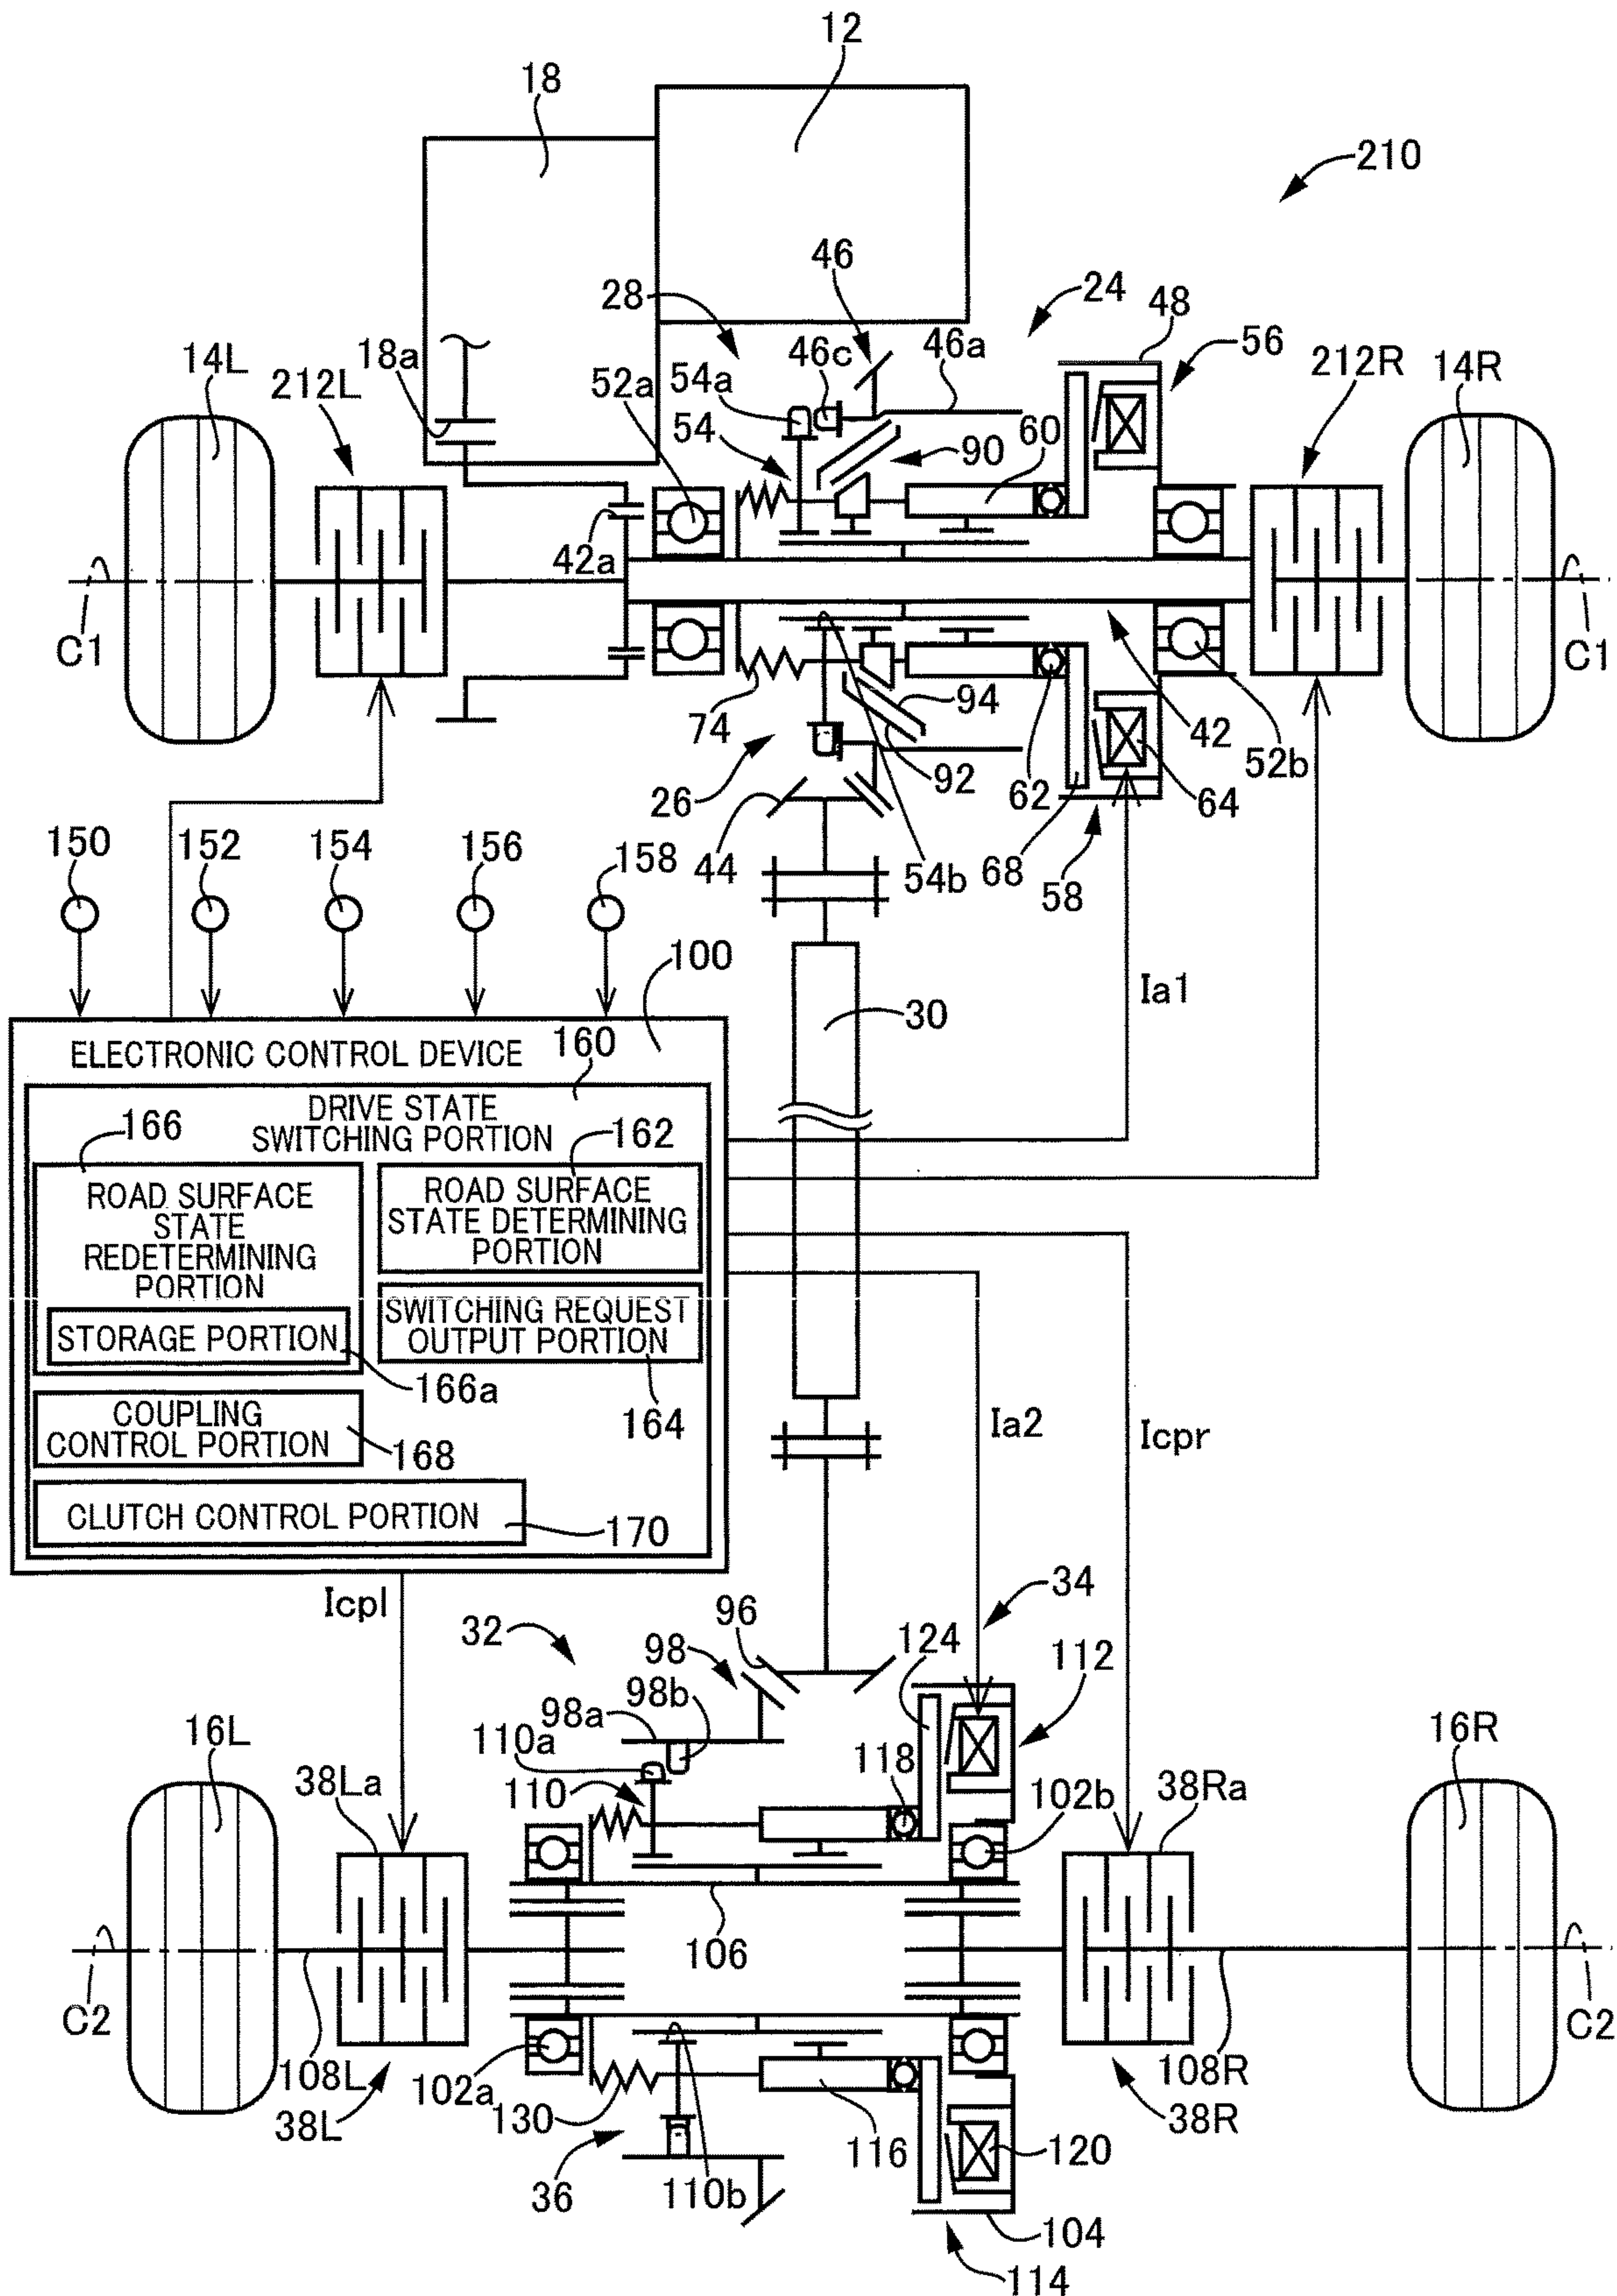 12
18
210
46
28
24
48
14L
18a
212L
54a
46c
52a
46a
56
212R
14R
54
90
60
42a
C1
C1
74
94
42
52b
26
92
62
64
44
54b
68
58
150
152
154
156
158
100
Ia1
30
ELECTRONIC CONTROL DEVICE
160
DRIVE STATE
SWITCHING PORTION
166
162
ROAD SURFACE
STATE
REDETERMINING
PORTION
ROAD SURFACE
STATE DETERMINING
PORTION
STORAGE PORTION
SWITCHING REQUEST
OUTPUT PORTION
166a
164
COUPLING
CONTROL PORTION
168
Ia2
Icpr
CLUTCH CONTROL PORTION
170
Icpl
34
32
96
98
124
112
98b
98a
16L
110a
16R
38La
110
118
102b
38Ra
106
C2
C2
108L
102a
130
108R
38L
116
38R
120
36
110b
104
114